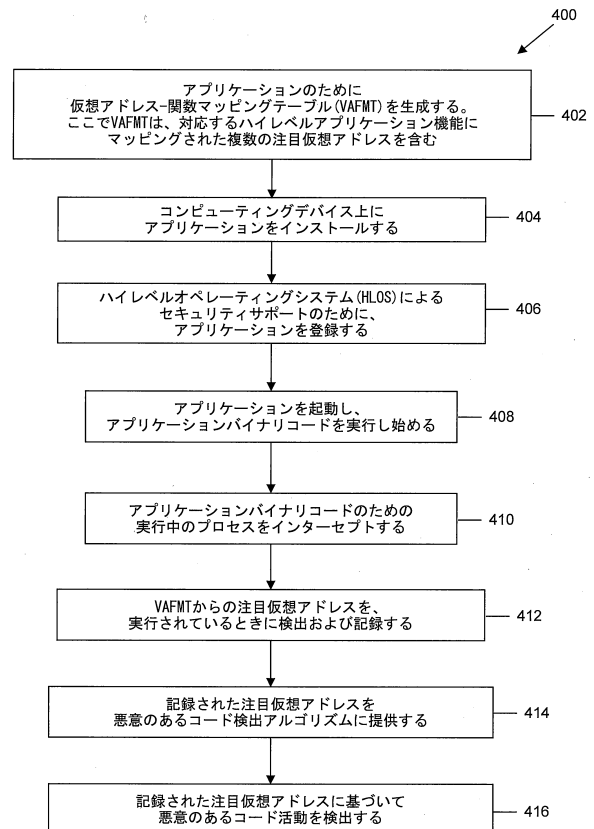 400
アプリケーションのために
仮想アドレス-関数マッピングテーブル(VAFMT)を生成する。
ここでVAFMTは、対応するハイレベルアプリケーション機能に
マッピングされた複数の注目仮想アドレスを含む
402
コンピューティングデバイス上に
アプリケーションをインストールする
404
ハイレベルオペレーティングシステム(HLOS)による
セキュリティサポートのために、
アプリケーションを登録する
406
アプリケーションを起動し、
アプリケーションバイナリコードを実行し始める
408
アプリケーションバイナリコードのための
実行中のプロセスをインターセプトする
410
VAFMTからの注目仮想アドレスを、
実行されているときに検出および記録する
412
記録された注目仮想アドレスを
悪意のあるコード検出アルゴリズムに提供する
414
記録された注目仮想アドレスに基づいて
悪意のあるコード活動を検出する
416